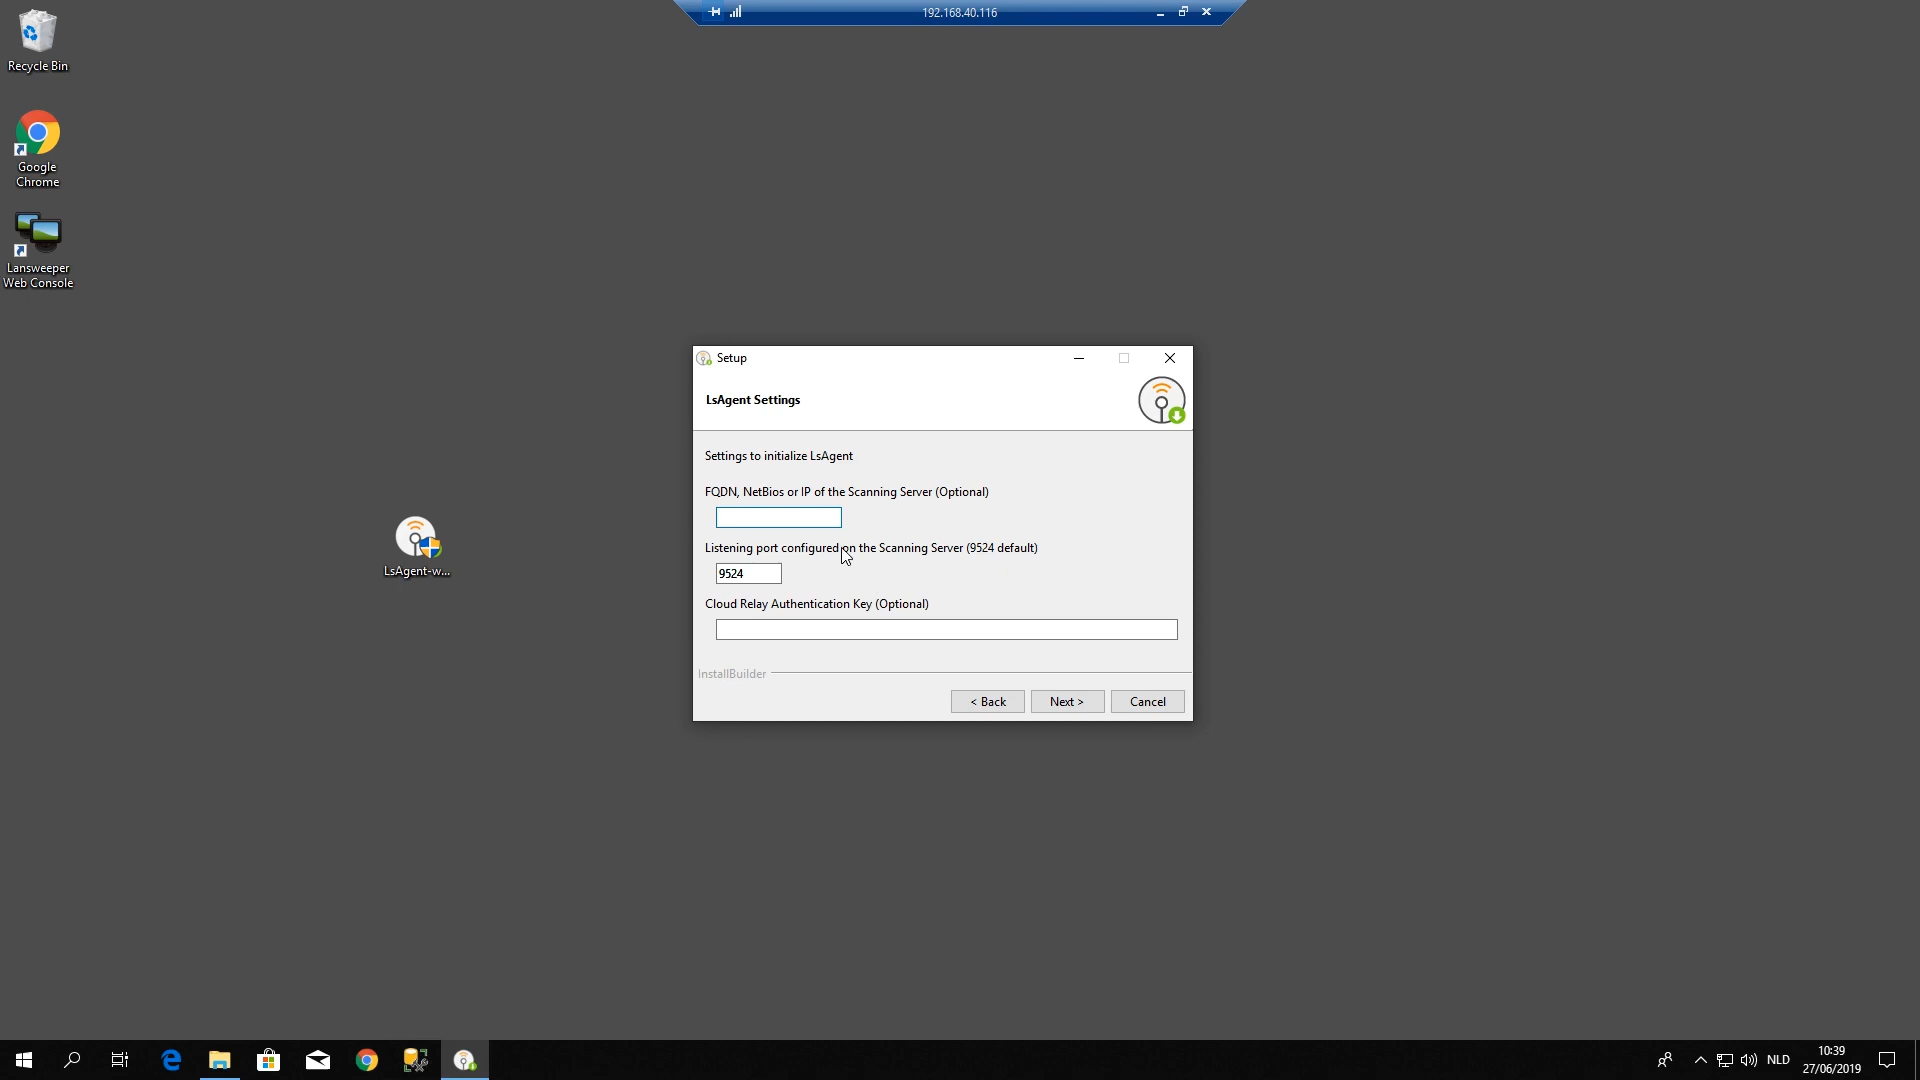 192.168.40.116
Recycle Bin
Google
Chrome
Lansweeper
Web Console
LsAgent-w...
Setup
LsAgent Settings
Settings to initialize LsAgent
FQDN, NetBios or IP of the Scanning Server (Optional)
Listening port configured on the Scanning Server (9524 default)
9524
Cloud Relay Authentication Key (Optional)
InstallBuilder
< Back
Next >
Cancel
NLD
10:39
27/06/2019